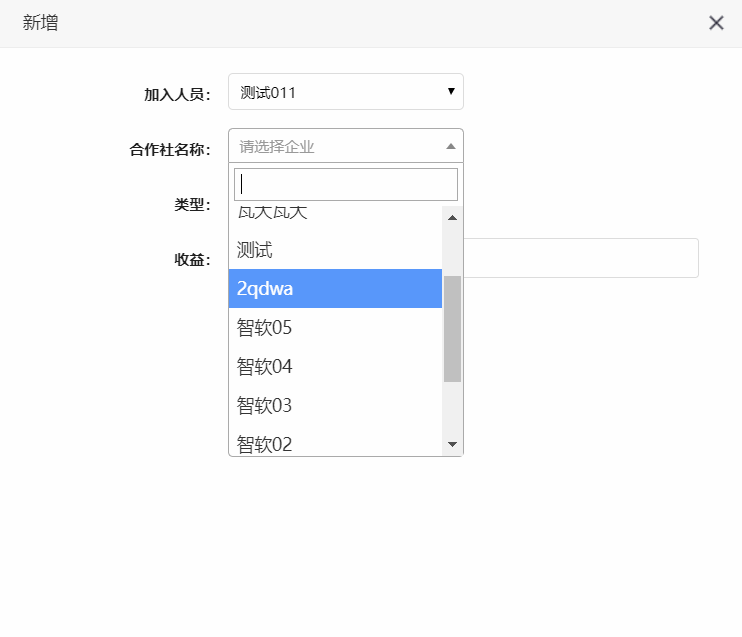 新增
加入人员：
测试011
合作社名称：
请选择企业
类型：
测试
收益：
2qdwa
智软05
智软04
智软03
智软02